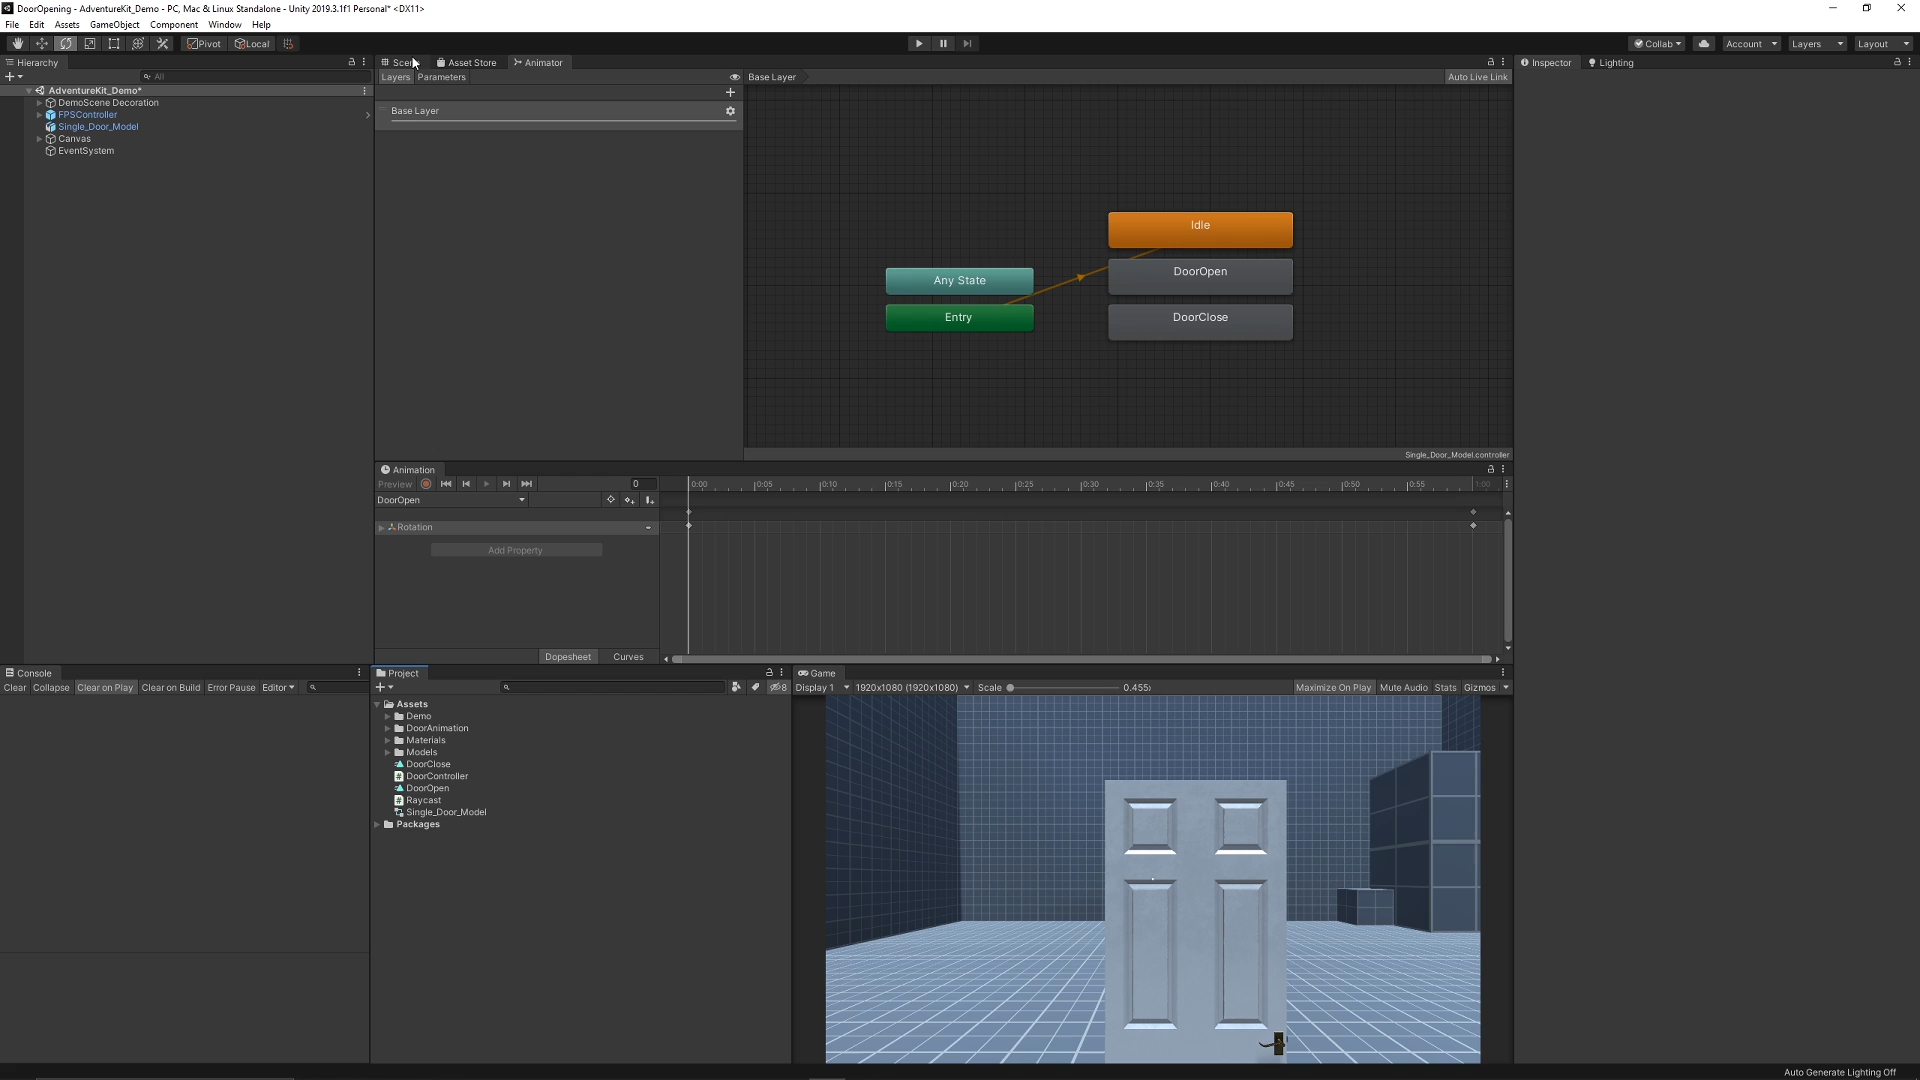 DoorOpening - AdventureKit_Demo - PC, Mac & Linux Standalone - Unity 2019.3.1f1 Personal* <DX11>
File Edit Assets GameObject Component Window Help
Pivot Local Collab Account Layers Layout
Hierarchy
All
AdventureKit_Demo*
DemoScene Decoration
FPSController
Single_Door_Model
Canvas
EventSystem
Asset Store Animator
Layers Parameters Base Layer Auto Live Link
Base Layer
Idle
DoorOpen
Any State
Entry
DoorClose
Single_Door_Model.controller
Animation
Preview 0 0:00 0:05 0:10 0:15 0:20 0:25 0:30 0:35 0:40 0:45 0:50 0:55 1:00
DoorOpen
Rotation
Add Property
Dopesheet Curves
Console
Clear Collapse Clear on Play Clear on Build Error Pause Editor
Project
8
Assets
Demo
DoorAnimation
Materials
Models
DoorClose
DoorController
DoorOpen
Raycast
Single_Door_Model
Packages
Game
Display 1 1920x1080 (1920x1080) Scale 0.455 Maximize On Play Mute Audio Stats Gizmos
Inspector Lighting
Auto Generate Lighting Off